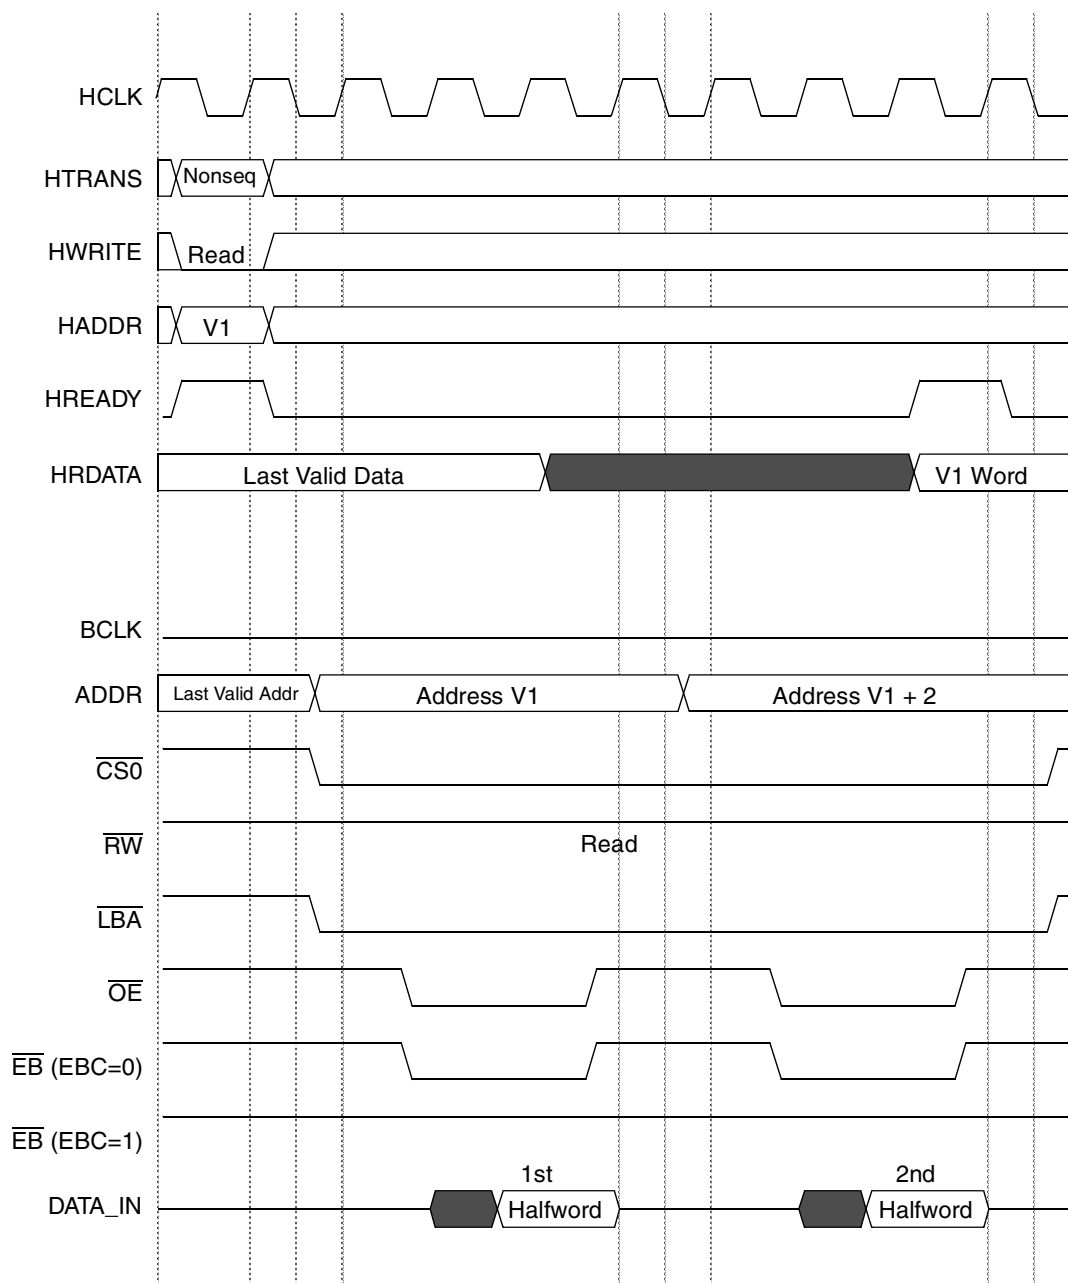 HCLK
HTRANS Nonseq
HWRITE Read
HADDR V1
HREADY
HRDATA Last Valid Data V1 Word
BCLK
ADDR Last Valid Addr Address V1 Address V1 + 2
CS0
RW Read
LBA
OE
EB (EBC=0)
EB (EBC=1)
1st 2nd
DATA_IN Halfword Halfword